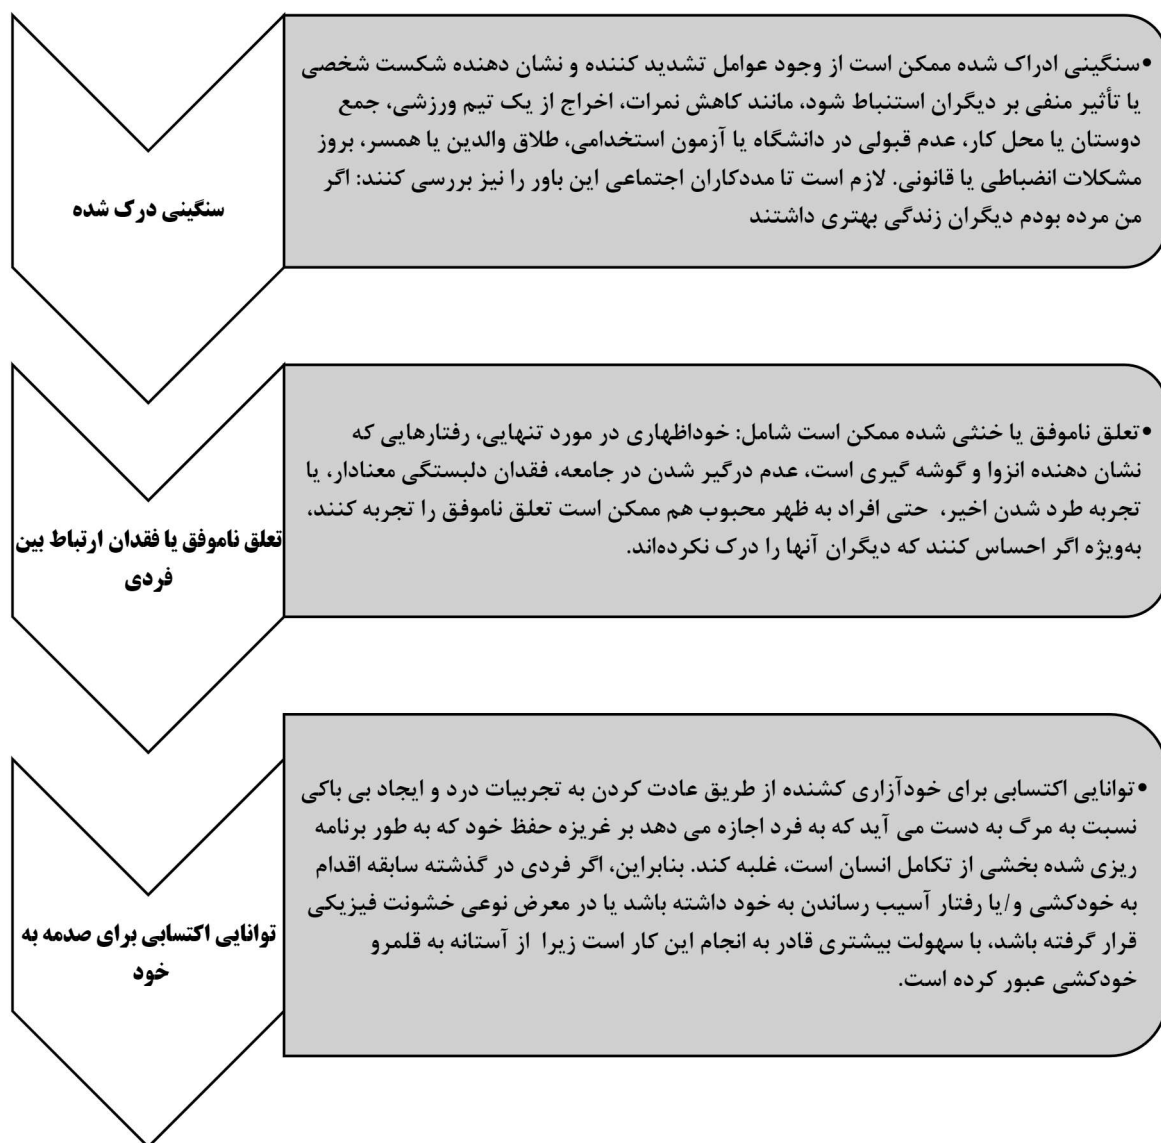 سنگینی درک شده
•سنگینی ادراک شده ممکن است از وجود عوامل تشدید کننده و نشان دهنده شکست شخصی
یا تأثیر منفی بر دیگران استنباط شود، مانند کاهش نمرات، اخراج از یک تیم ورزشی، جمع
دوستان یا محل کار، عدم قبولی در دانشگاه یا آزمون استخدامی، طلاق والدین یا همسر، بروز
مشکلات انضباطی یا قانونی. لازم است تا مددکاران اجتماعی این باور را نیز بررسی کنند: اگر
من مرده بودم دیگران زندگی بهتری داشتند
تعلق ناموفق یا فقدان ارتباط بین
فردی
•تعلق ناموفق یا خنثی شده ممکن است شامل: خوداظهاری در مورد تنهایی، رفتارهایی که
نشان دهنده انزوا و گوشه گیری است، عدم درگیر شدن در جامعه، فقدان دلبستگی معنادار، یا
تجربه طرد شدن اخیر، حتی افراد به ظهر محبوب هم ممکن است تعلق ناموفق را تجربه کنند،
به‌ویژه اگر احساس کنند که دیگران آنها را درک نکرده‌اند.
توانایی اکتسابی برای صدمه به
خود
•توانایی اکتسابی برای خودآزاری کشنده از طریق عادت کردن به تجربیات درد و ایجاد بی باکی
نسبت به مرگ به دست می آید که به فرد اجازه می دهد بر غریزه حفظ خود که به طور برنامه
ریزی شده بخشی از تکامل انسان است، غلبه کند. بنابراین، اگر فردی در گذشته سابقه اقدام
به خودکشی و/یا رفتار آسیب رساندن به خود داشته باشد یا در معرض نوعی خشونت فیزیکی
قرار گرفته باشد، با سهولت بیشتری قادر به انجام این کار است زیرا از آستانه به قلمرو
خودکشی عبور کرده است.